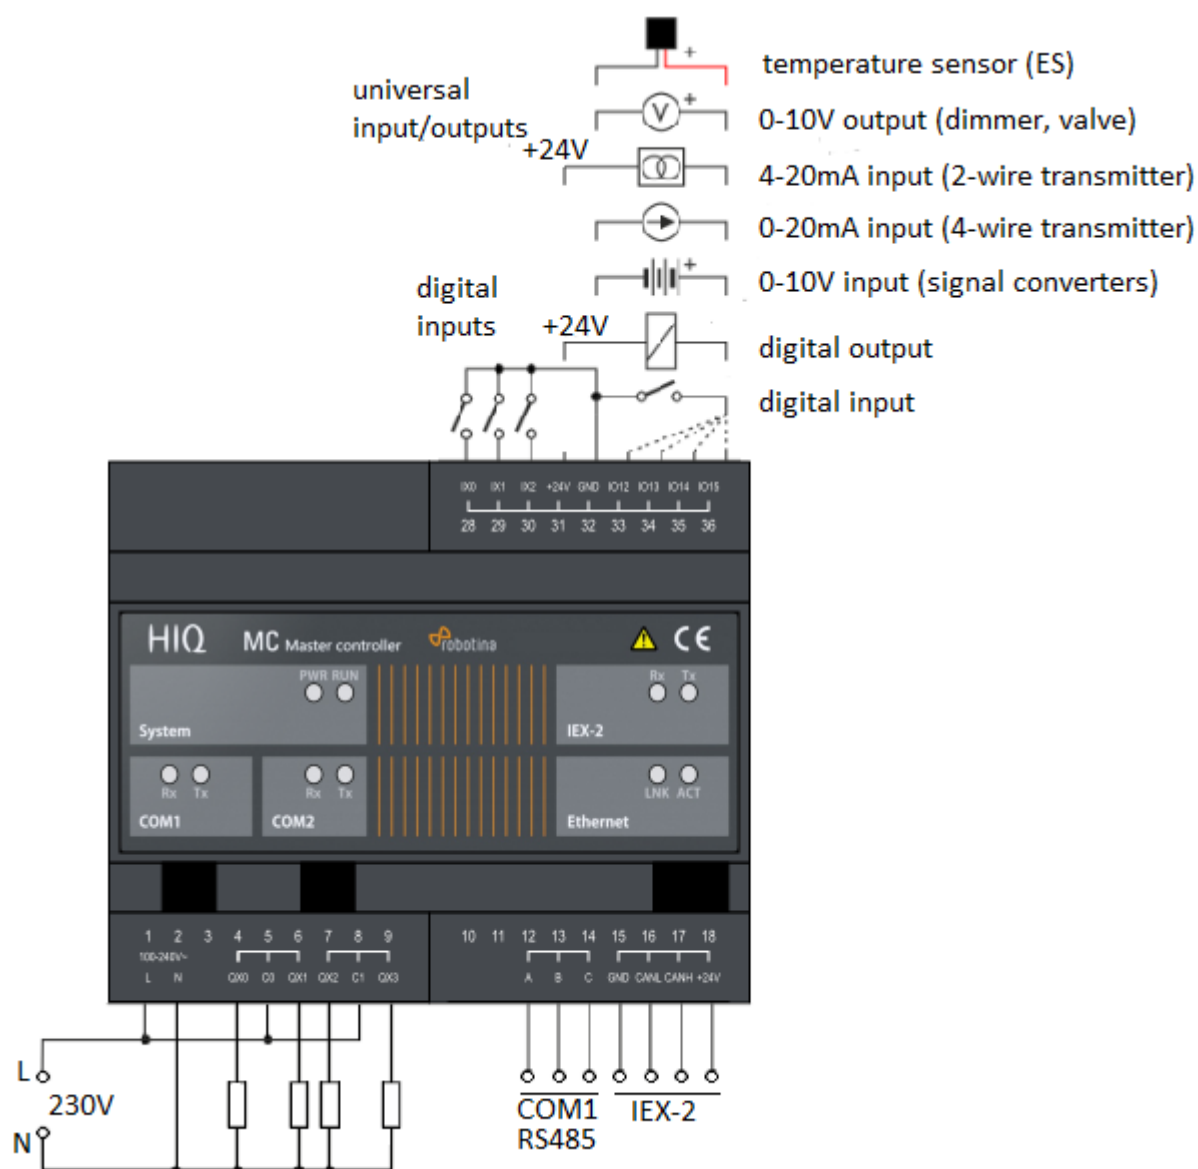 temperature sensor (ES)
universal
input/outputs
0-10V output (dimmer, valve)
+24V
4-20mA input (2-wire transmitter)
0-20mA input (4-wire transmitter)
0-10V input (signal converters)
digital
inputs
+24V
digital output
digital input
IX0 IX1 IX2 +24V GND IO12 IO13 IO14 IO15
28 29 30 31 32 33 34 35 36
HIQ MC Master controller robotina CE
PWR RUN
System
Rx Tx
IEX-2
Rx Tx
COM1
Rx Tx
COM2
LNK ACT
Ethernet
1 2 3 4 5 6 7 8 9 10 11 12 13 14 15 16 17 18
100-240V~
L N QX0 C0 QX1 QX2 C1 QX3 A B C GND CANL CANH +24V
L
230V
N
COM1
RS485
IEX-2